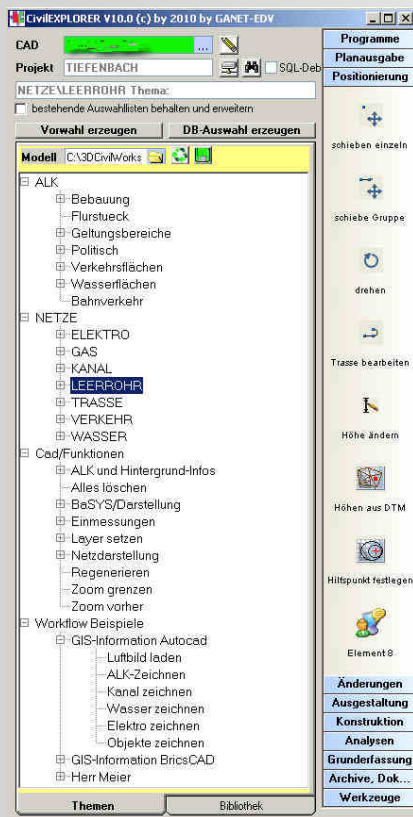 CivilEXPLORER V10.0 (c) by 2010 by GANET-EDV
CAD
...
Projekt TIEFENBACH SQL-Deb
NETZE\LEERROHR Thema:
bestehende Auswahllisten behalten und erweitern
Vorwahl erzeugen DB-Auswahl erzeugen
Modell C:\3DCivilWorks
ALK
Bebauung
Flurstueck
Geltungsbereiche
Politisch
Verkehrsflächen
Wasserflächen
Bahnverkehr
NETZE
ELEKTRO
GAS
KANAL
LEERROHR
TRASSE
VERKEHR
WASSER
Cad/Funktionen
ALK und Hintergrund-Infos
Alles löschen
BaSYS/Darstellung
Einmessungen
Layer setzen
Netzdarstellung
Regenerieren
Zoom grenzen
Zoom vorher
Workflow Beispiele
GIS-Information Autocad
Luftbild laden
ALK-Zeichnen
Kanal zeichnen
Wasser zeichnen
Elektro zeichnen
Objekte zeichnen
GIS-Information BricsCAD
Herr Meier
Themen Bibliothek
Programme
Planausgabe
Positionierung
schieben einzeln
schiebe Gruppe
drehen
Trasse bearbeiten
Höhe ändern
Höhen aus DTM
Hilfspunkt festlegen
Element 8
Änderungen
Ausgestaltung
Konstruktion
Analysen
Grunderfassung
Archive, Dok...
Werkzeuge